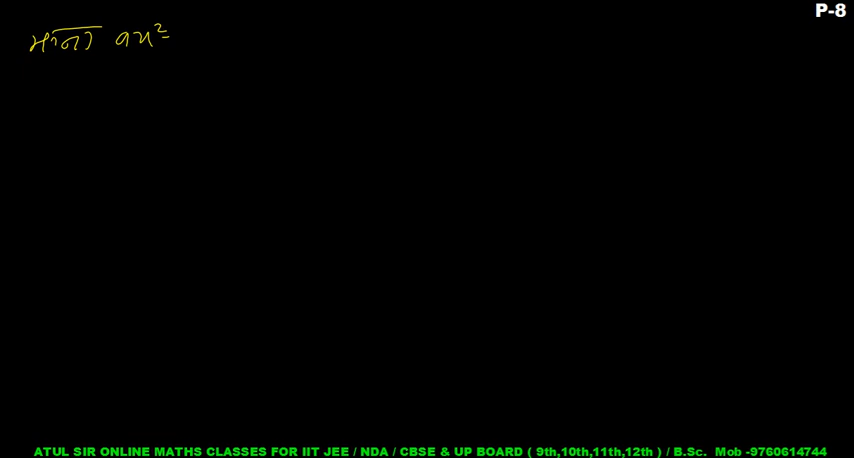 P-8
माना ax²
ATUL SIR ONLINE MATHS CLASSES FOR IIT JEE / NDA / CBSE & UP BOARD ( 9th,10th,11th,12th ) / B.Sc. Mob -9760614744